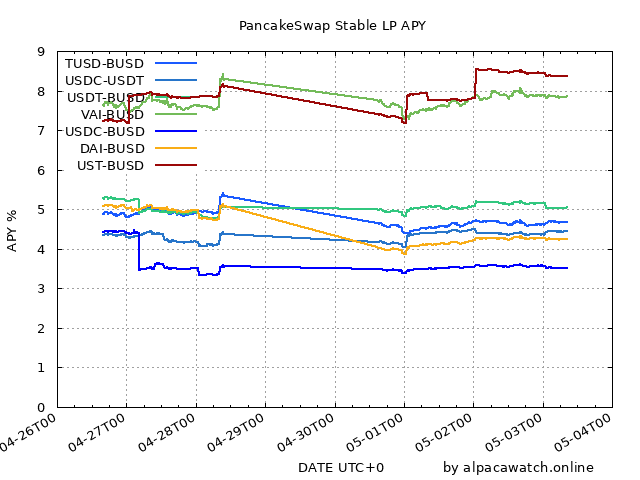 PancakeSwap Stable LP APY
9
8
7
6
5
4
3
2
1
0
APY %
TUSD-BUSD
USDC-USDT
USDT-BUSD
VAI-BUSD
USDC-BUSD
DAI-BUSD
UST-BUSD
04-26T00
04-27T00
04-28T00
04-29T00
04-30T00
05-01T00
05-02T00
05-03T00
05-04T00
DATE UTC+0
by alpacawatch.online